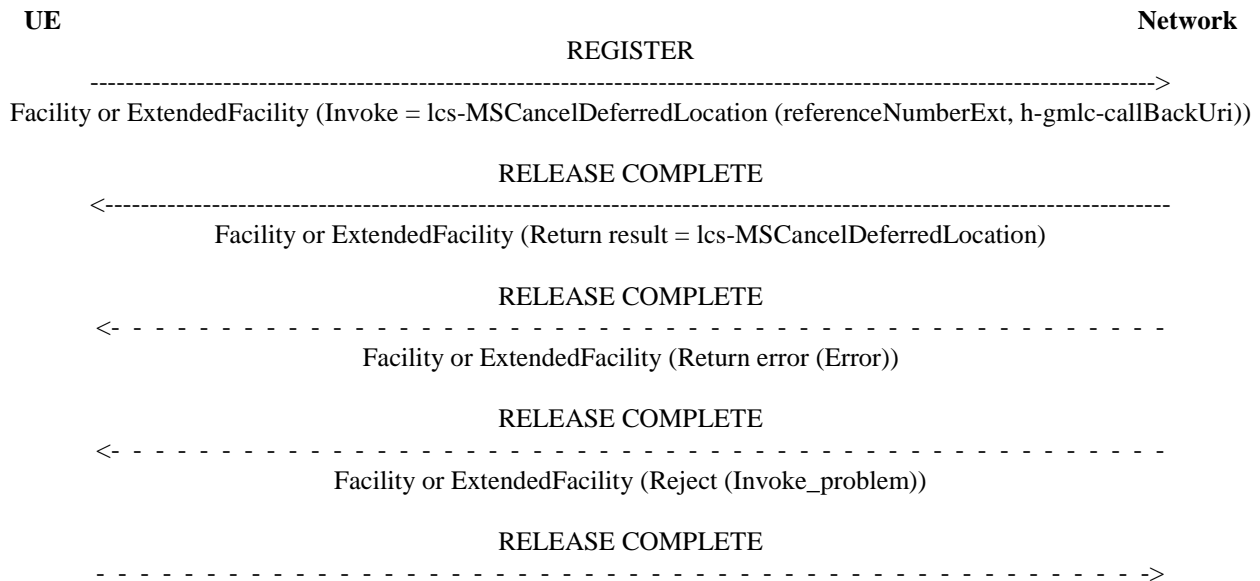 UE Network
REGISTER
------------------------------------------------------------------------------------------------------------------------>
Facility or ExtendedFacility (Invoke = lcs-MSCancelDeferredLocation (referenceNumberExt, h-gmlc-callBackUri))
RELEASE COMPLETE
<------------------------------------------------------------------------------------------------------------------------
Facility or ExtendedFacility (Return result = lcs-MSCancelDeferredLocation)
RELEASE COMPLETE
<- - - - - - - - - - - - - - - - - - - - - - - - - - - - - - - - - - - - -
Facility or ExtendedFacility (Return error (Error))
RELEASE COMPLETE
<- - - - - - - - - - - - - - - - - - - - - - - - - - - - - - - - - - - - -
Facility or ExtendedFacility (Reject (Invoke_problem))
RELEASE COMPLETE
- - - - - - - - - - - - - - - - - - - - - - - - - - - - - - - - - - - - ->